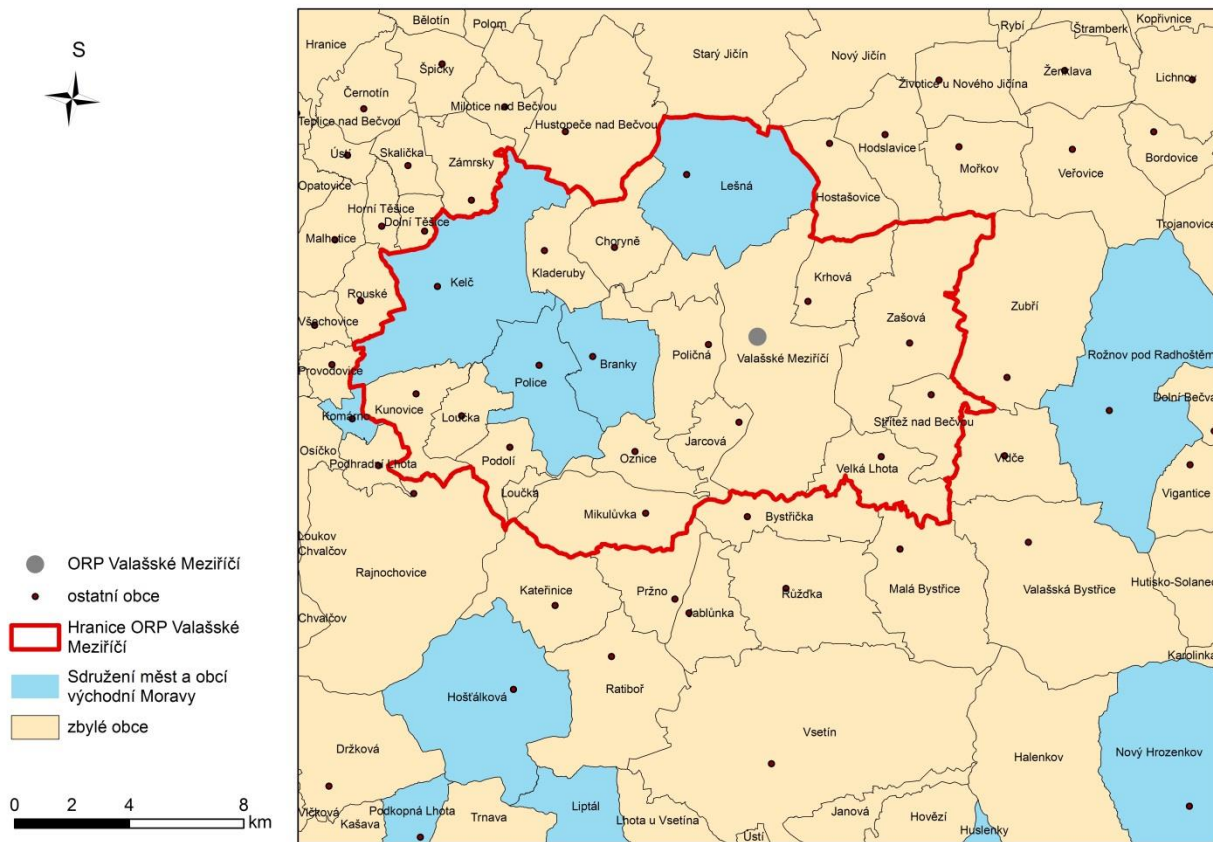 S
ORP Valašské Meziříčí
ostatní obce
Hranice ORP Valašské
Meziříčí
Sdružení měst a obcí
východní Moravy
zbylé obce
0 2 4 8
km
Bělotín
Polom
Rybí
Štramberk
Kopřivnice
Hranice
Starý Jičín
Nový Jičín
Špičky
Ženklava
Lichnov
Životice u Nového Jičína
Černotín
Milotice nad Bečvou
Teplice nad Bečvou
Hustopeče nad Bečvou
Hodslavice
Ústí
Skalička
Zámrsky
Mořkov
Veřovice
Bordovice
Opatovice
Lešná
Hostašovice
Horní Těšice
Dolní Těšice
Trojanovice
Malhotice
Choryně
Kladeruby
Krhová
Kelč
Rouské
Zašová
Zubří
Všechovice
Poličná
Valašské Meziříčí
Rožnov pod Radhoštěm
Branky
Provodovice
Police
Dolní Bečva
Kunovice
Komárno
Loučka
Střítež nad Bečvou
Jarcová
Osíčko
Podhradní Lhota
Podolí
Oznice
Velká Lhota
Vidče
Loučka
Vigantice
Mikulůvka
Bystřička
Loukov
Chvalčov
Rajnochovice
Kateřinice
Pržno
Růžďka
Malá Bystřice
Valašská Bystřice
Hutisko-Solanec
Jablůnka
Chvalčov
Karolinka
Hošťálková
Ratiboř
Vsetín
Držková
Halenkov
Nový Hrozenkov
Vlčková
Kašava
Podkopná Lhota
Trnava
Liptál
Lhota u Vsetína
Ústí
Janová
Hovězí
Huslenky